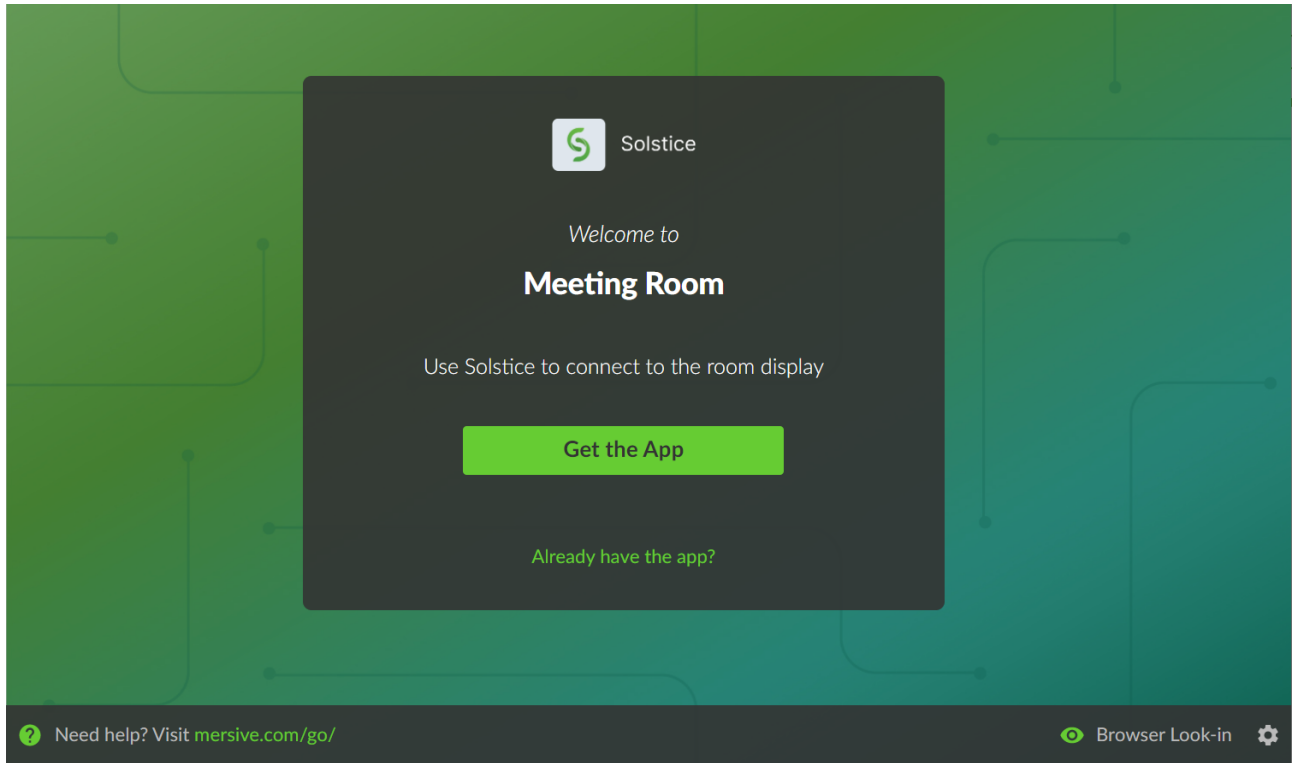 Solstice
Welcome to
Meeting Room
Use Solstice to connect to the room display
Get the App
Already have the app?
? Need help? Visit mersive.com/go/
Browser Look-in